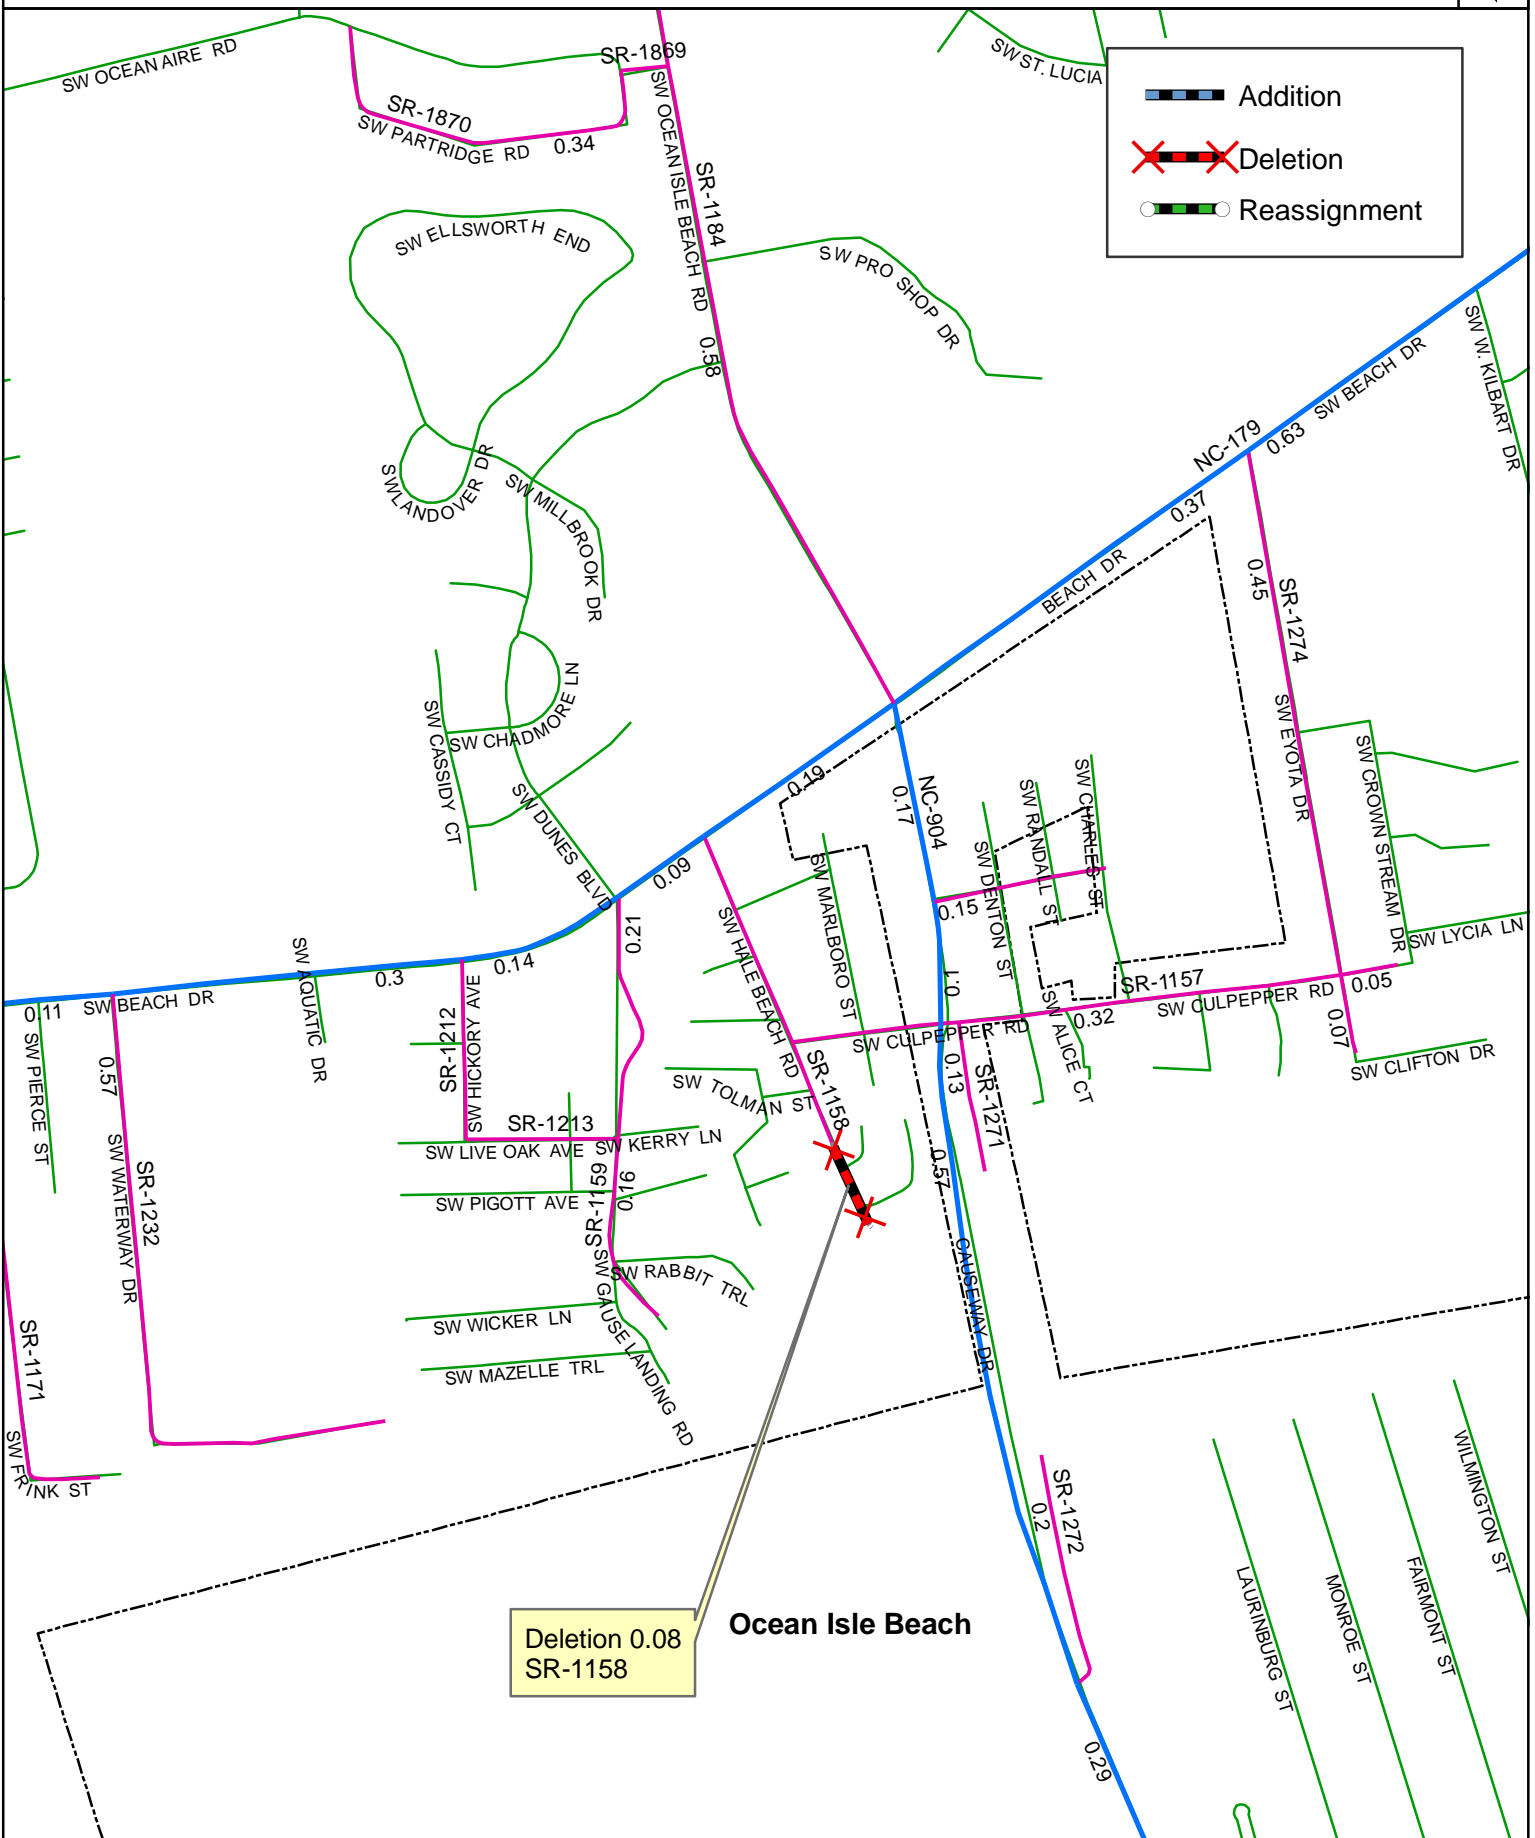 SW OCEANAIRE RD
SR-1869
SW ST. LUCIA
Addition
Deletion
Reassignment
SR-1870
SW PARTRIDGE RD
0.34
SW OCEAN ISLE BEACH RD
SR-1184
0.58
SW ELLSWORTH END
SW PRO SHOP DR
SW W. KILBART DR
SW BEACH DR
NC-179
0.63
0.37
SW LANDOVER DR
SW MILLBROOK DR
BEACH DR
0.45
SR-1274
SW EYOTA DR
SW CASSIDY CT
SW CHADMORE LN
SW DUNES BLVD
0.19
0.17
NC-904
SW RANDALL ST
SW CHARLES ST
SW CROWN STREAM DR
0.09
SW MARLBORO ST
SW DENTON ST
0.15
SW HALE BEACH RD
0.21
SW LYCIA LN
SW AQUATIC DR
0.3
0.14
0.11
SW BEACH DR
0.1
SR-1157
0.05
SW CULPEPPER RD
0.32
SW CULPEPPER RD
0.07
SW CLIFTON DR
SW ALICE CT
SW PIERCE ST
0.57
SR-1212
SW HICKORY AVE
SW TOLMAN ST
SR-1158
0.13
SR-1271
SR-1213
SW LIVE OAK AVE
SW KERRY LN
SW WATERWAY DR
SR-1232
SW PIGOTT AVE
SR-1159
0.16
0.57
SW RABBIT TRL
SW GAUSE LANDING RD
SW WICKER LN
SW MAZELLE TRL
CAUSEWAY DR
SR-1171
SW FRINK ST
SR-1272
0.2
WILMINGTON ST
FAIRMONT ST
MONROE ST
LAURINBURG ST
Deletion 0.08
SR-1158
Ocean Isle Beach
0.29